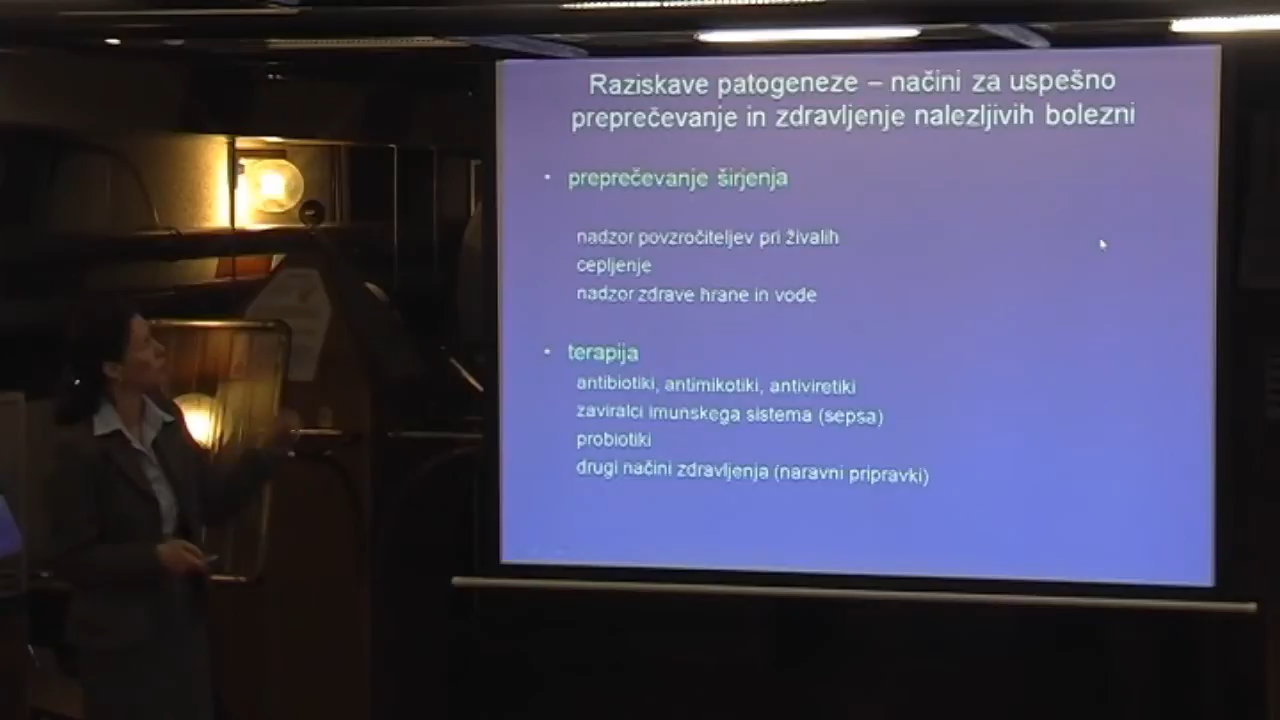 Raziskave patogeneze – načini za uspešno
preprečevanje in zdravljenje nalezljivih bolezni
• preprečevanje širjenja
nadzor povzročiteljev pri živalih
cepljenje
nadzor zdrave hrane in vode
• terapija
antibiotiki, antimikotiki, antiviretiki
zaviralci imunskega sistema (sepsa)
probiotiki
drugi načini zdravljenja (naravni pripravki)